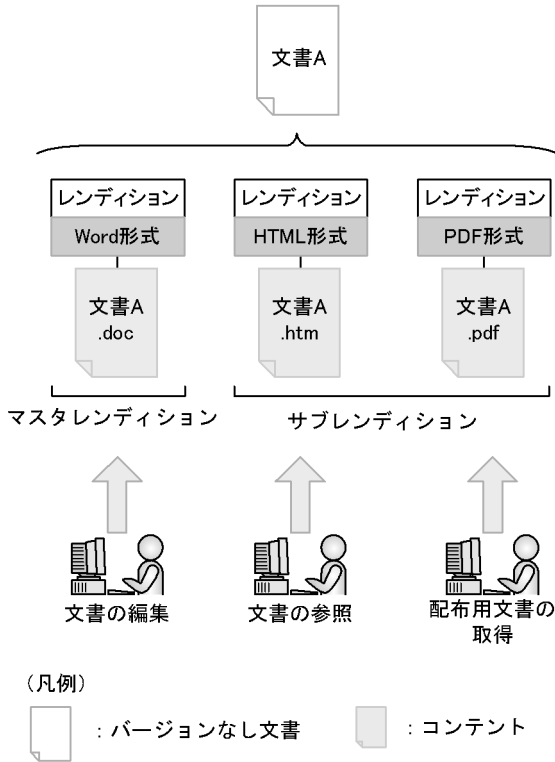 文書A
レンディション レンディション レンディション
Word形式 HTML形式 PDF形式
文書A 文書A 文書A
.doc .htm .pdf
マスタレンディション サブレンディション
文書の編集 文書の参照 配布用文書の
取得
(凡例)
：バージョンなし文書 ：コンテント